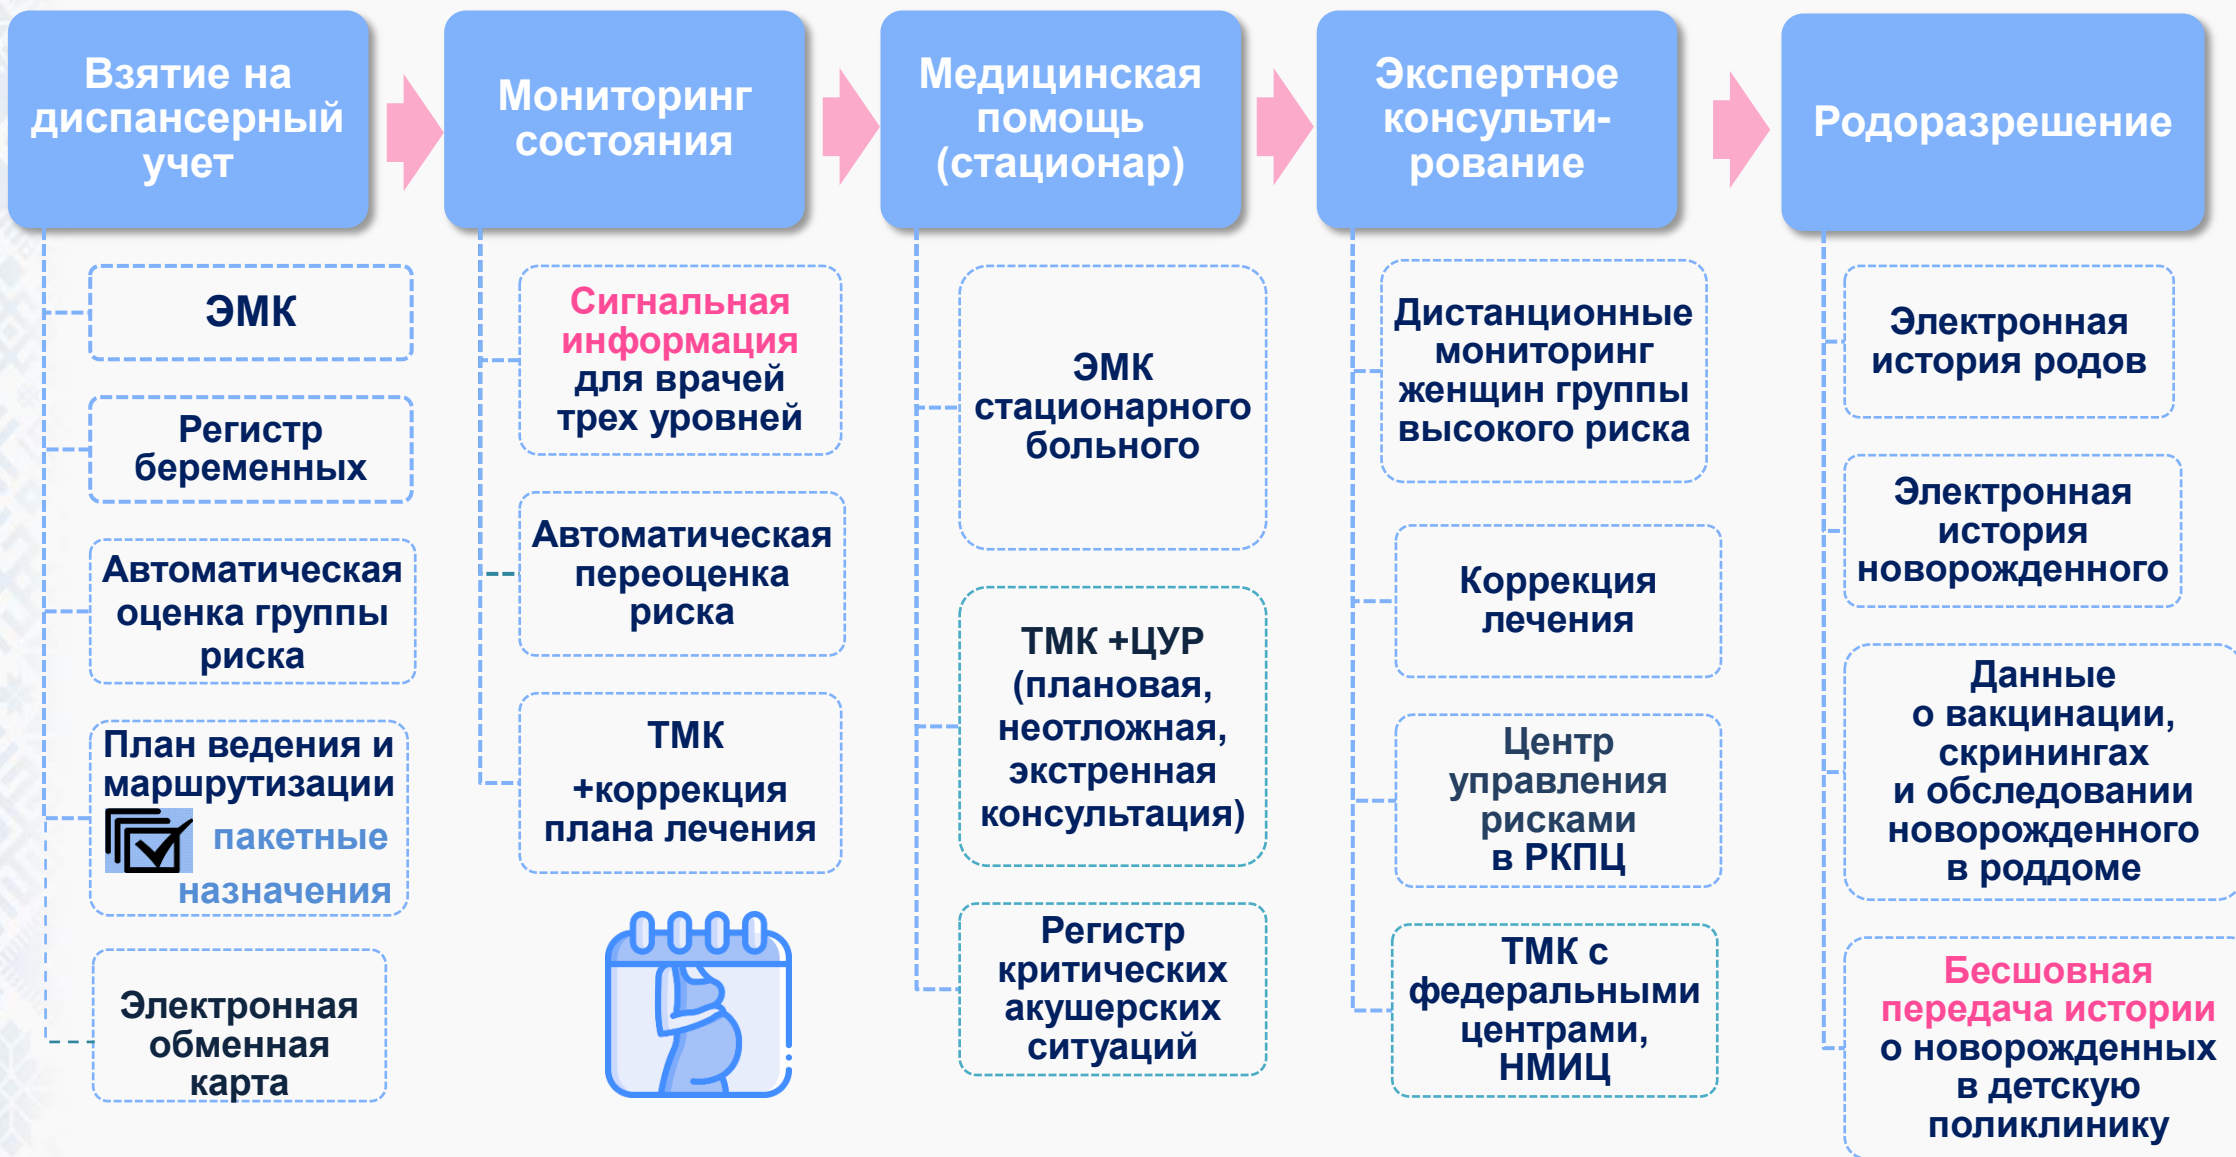 Взятие на
диспансерный
учет
Мониторинг
состояния
Медицинская
помощь
(стационар)
Экспертное
консульти-
рование
Родоразрешение
ЭМК
Регистр
беременных
Автоматическая
оценка группы
риска
План ведения и
маршрутизации
пакетные
назначения
Электронная
обменная
карта
Сигнальная
информация
для врачей
трех уровней
Автоматическая
переоценка
риска
ТМК
+коррекция
плана лечения
ЭМК
стационарного
больного
ТМК +ЦУР
(плановая,
неотложная,
экстренная
консультация)
Регистр
критических
акушерских
ситуаций
Дистанционные
мониторинг
женщин группы
высокого риска
Коррекция
лечения
Центр
управления
рисками
в РКПЦ
ТМК с
федеральными
центрами,
НМИЦ
Электронная
история родов
Электронная
история
новорожденного
Данные
о вакцинации,
скринингах
и обследовании
новорожденного
в роддоме
Бесшовная
передача истории
о новорожденных
в детскую
поликлинику